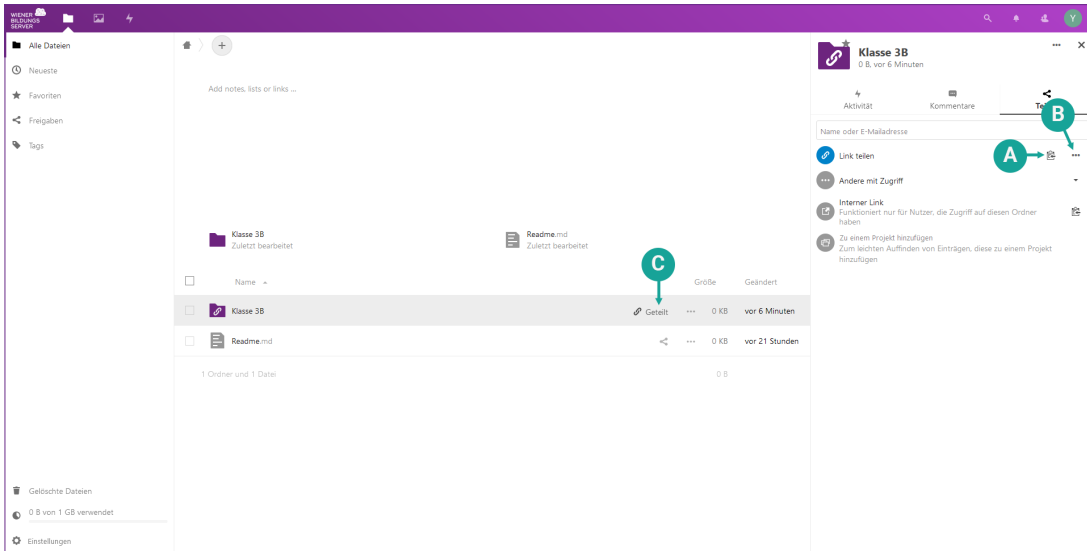 WIENER
BILDUNGS
SERVER
Y
Alle Dateien
Neueste
Favoriten
Freigaben
Tags
Gelöschte Dateien
0 B von 1 GB verwendet
Einstellungen
Add notes, lists or links ...
Klasse 3B
Zuletzt bearbeitet
Readme.md
Zuletzt bearbeitet
C
Name Größe Geändert
Klasse 3B Geteilt 0 KB vor 6 Minuten
Readme.md 0 KB vor 21 Stunden
1 Ordner und 1 Datei 0 B
Klasse 3B
0 B, vor 6 Minuten
Aktivität Kommentare
B
Name oder E-Mailadresse
Link teilen
A
Andere mit Zugriff
Interner Link
Funktioniert nur für Nutzer, die Zugriff auf diesen Ordner
haben
Zu einem Projekt hinzufügen
Zum leichten Auffinden von Einträgen, diese zu einem Projekt
hinzufügen